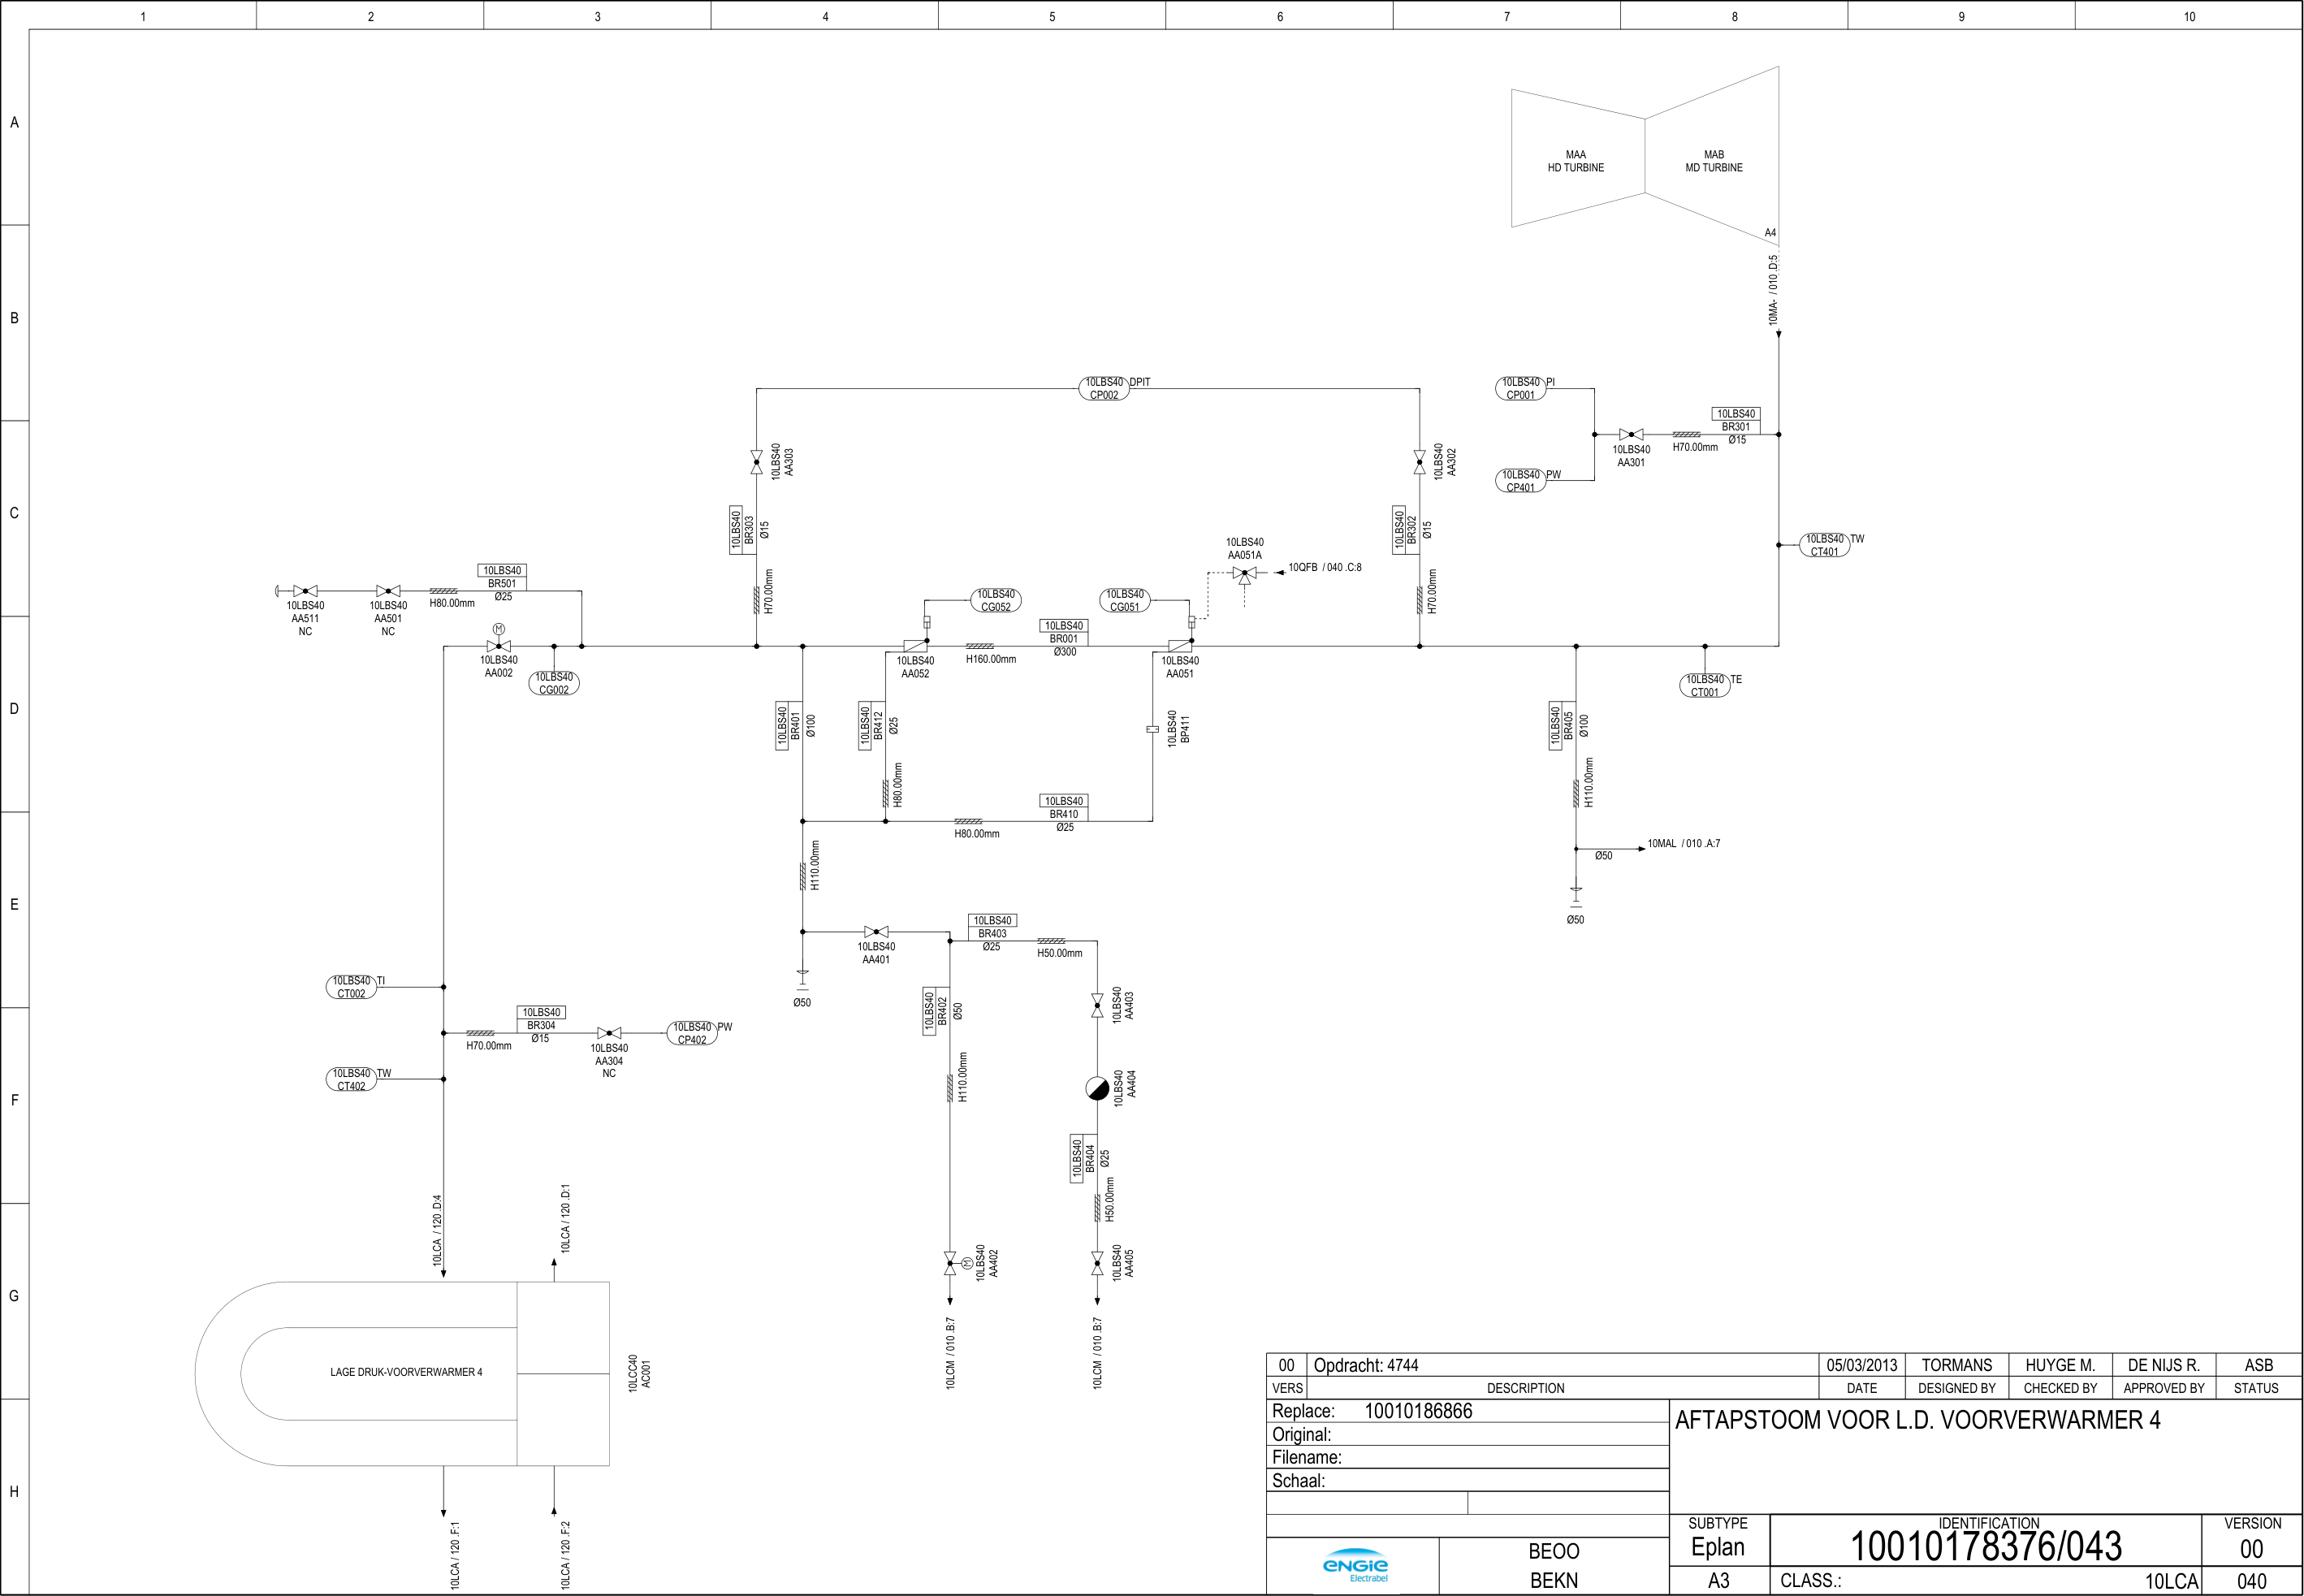 1 2 3 4 5 6 7 8 9 10
A
B
C
D
E
F
G
H
MAA
HD TURBINE
MAB
MD TURBINE
A4
10MA- / 010 .D:5
10LBS40 DPIT
CP002
10LBS40 PI
CP001
10LBS40
BR301
Ø15
H70.00mm
10LBS40
AA301
10LBS40 PW
CP401
10LBS40
AA303
10LBS40
AA302
10LBS40
BR303
Ø15
H70.00mm
10LBS40
BR302
Ø15
H70.00mm
10LBS40 TW
CT401
10LBS40
AA051A
10QFB / 040 .C:8
10LBS40
BR501
Ø25
H80.00mm
10LBS40
AA511
NC
10LBS40
AA501
NC
10LBS40
CG052
10LBS40
CG051
M
10LBS40
AA002
10LBS40
CG002
10LBS40
AA052
H160.00mm
10LBS40
BR001
Ø300
10LBS40
AA051
10LBS40 TE
CT001
10LBS40
BR401
Ø100
10LBS40
BR412
Ø25
H80.00mm
10LBS40
BP411
10LBS40
BR405
Ø100
H110.00mm
10LBS40
BR410
Ø25
H80.00mm
10MAL / 010 .A:7
Ø50
Ø50
H110.00mm
10LBS40
AA401
Ø50
10LBS40
BR403
Ø25
H50.00mm
10LBS40
BR402
Ø50
H110.00mm
10LBS40
AA403
10LBS40
AA404
10LBS40
BR404
Ø25
H50.00mm
10LBS40 TI
CT002
10LBS40
BR304
Ø15
H70.00mm
10LBS40
AA304
NC
10LBS40 PW
CP402
10LBS40 TW
CT402
10LCA / 120 .D:4
10LCA / 120 .D:1
M
10LBS40
AA402
10LBS40
AA405
10LCM / 010 .B:7
10LCM / 010 .B:7
LAGE DRUK-VOORVERWARMER 4
10LCC40
AC001
10LCA / 120 .F:1
10LCA / 120 .F:2
00 Opdracht: 4744 05/03/2013 TORMANS HUYGE M. DE NIJS R. ASB
VERS DESCRIPTION DATE DESIGNED BY CHECKED BY APPROVED BY STATUS
Replace: 10010186866
Original:
Filename:
Schaal:
AFTAPSTOOM VOOR L.D. VOORVERWARMER 4
ENGIE
Electrabel
BEOO
BEKN
SUBTYPE
Eplan
A3
IDENTIFICATION
10010178376/043
CLASS.: 10LCA
VERSION
00
040